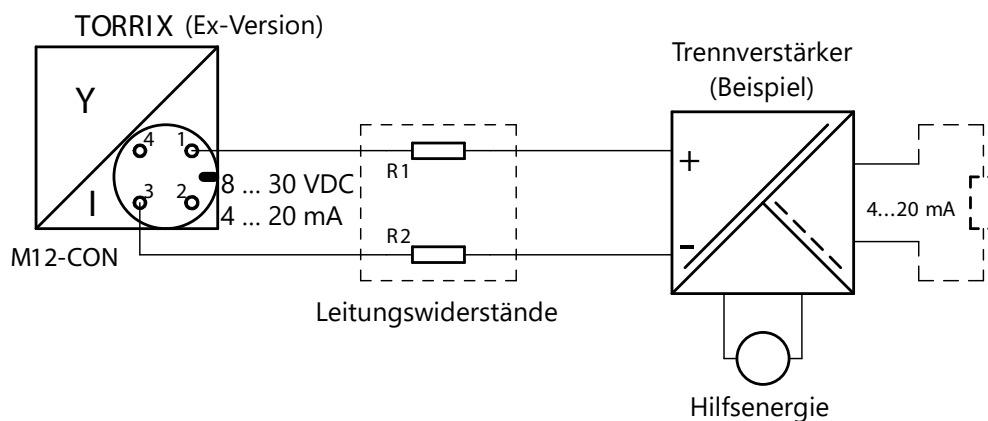 TORRIX (Ex-Version)
Trennverstärker
(Beispiel)
Y
4 1
R1
+
3 2
8 ... 30 VDC
I
4 ... 20 mA
4...20 mA
R2
-
M12-CON
Leitungswiderstände
Hilfsenergie